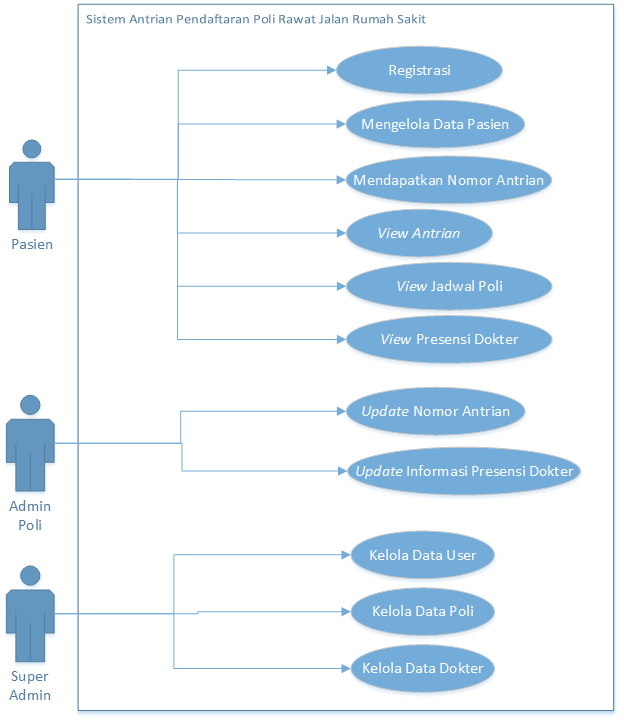 Sistem Antrian Pendaftaran Poli Rawat Jalan Rumah Sakit
Registrasi
Mengelola Data Pasien
Mendapatkan Nomor Antrian
View Antrian
View Jadwal Poli
View Presensi Dokter
Pasien
Update Nomor Antrian
Update Informasi Presensi Dokter
Admin
Poli
Kelola Data User
Kelola Data Poli
Kelola Data Dokter
Super
Admin